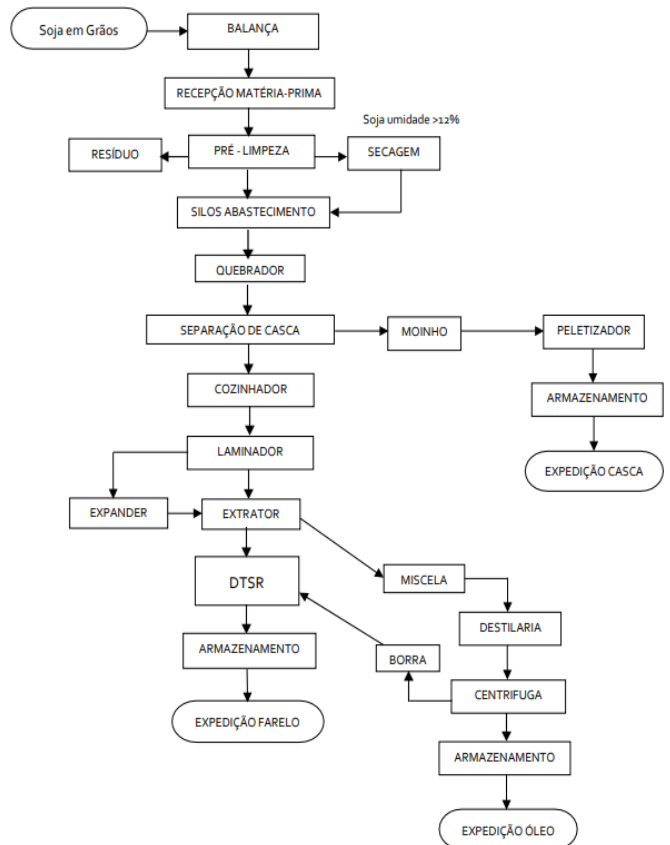 Soja em Grãos
BALANÇA
RECEPÇÃO MATÉRIA-PRIMA
Soja umidade >12%
RESÍDUO
PRÉ - LIMPEZA
SECAGEM
SILOS ABASTECIMENTO
QUEBRADOR
SEPARAÇÃO DE CASCA
MOINHO
PELETIZADOR
COZINHADOR
ARMAZENAMENTO
LAMINADOR
EXPEDIÇÃO CASCA
EXPANDER
EXTRATOR
DTSR
MISCELA
DESTILARIA
ARMAZENAMENTO
BORRA
CENTRIFUGA
EXPEDIÇÃO FARELO
ARMAZENAMENTO
EXPEDIÇÃO ÓLEO